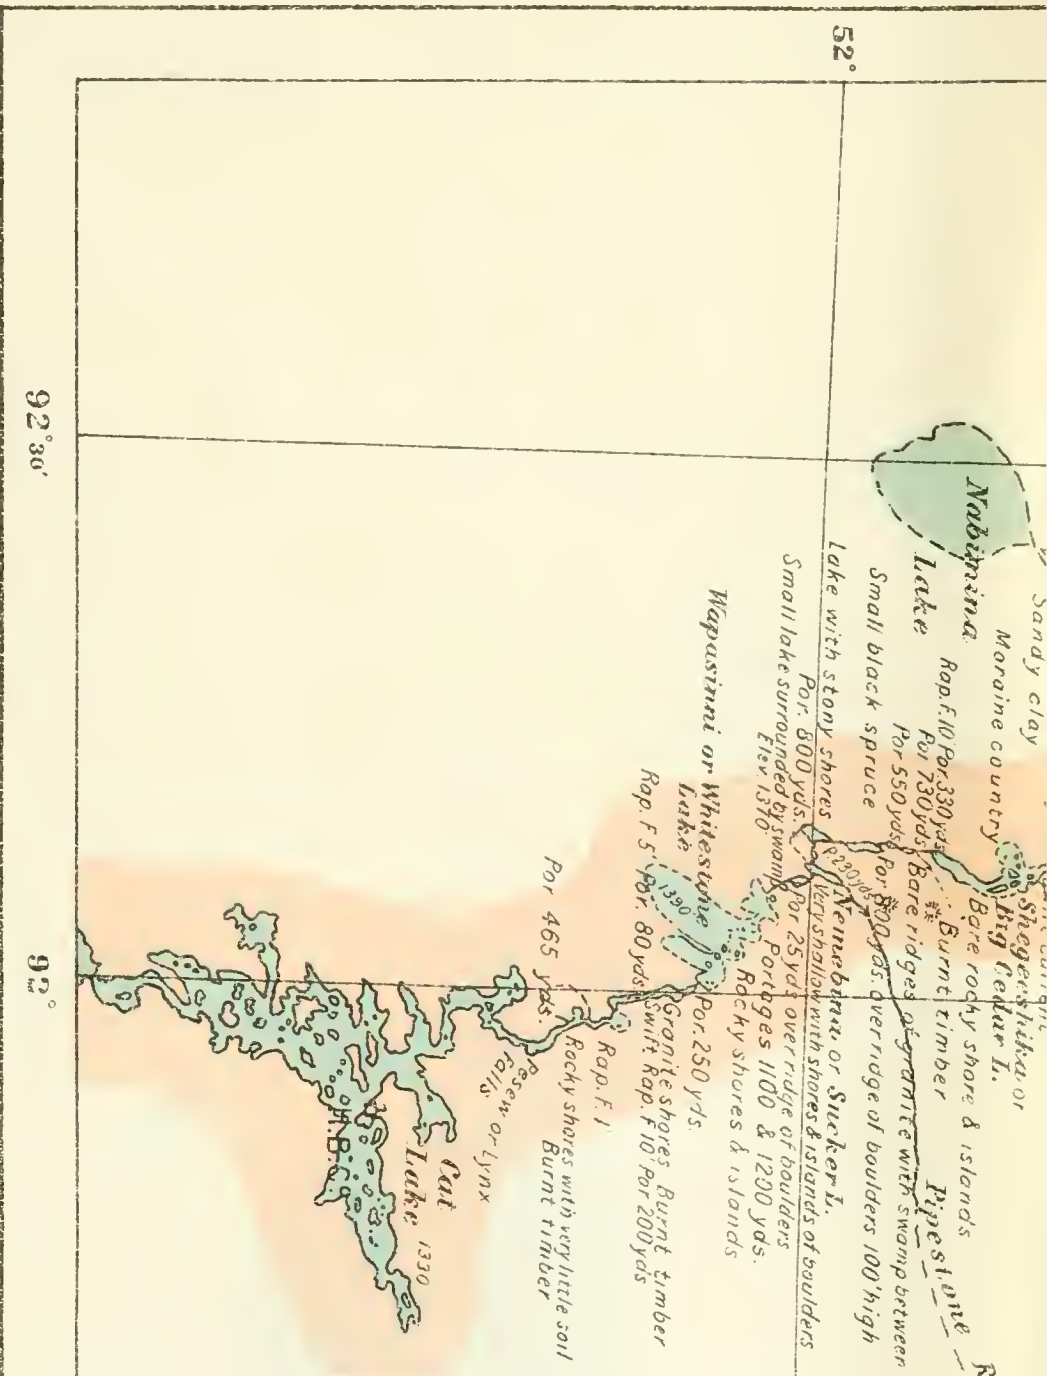 52°
92°30'
92°
Sandy clay
Moraine country
Shegeushika or
Big Cedar L.
Bare rocky shore & islands
Nabimina
Lake
Rap. F. 10' Por. 330 yds.
Burnt timber
Por 730 yds
Bare ridges of granite with swamp between
Por 550 yds
Small black spruce
Por. 800 yds. over ridge of boulders 100' high
Pipestone R
P. 230 yds.
Nemeubun or Sucker L.
Lake with stony shores
Very shallow with shores & islands of boulders
Por. 800 yds.
Por. 25 yds over ridge of boulders
Small lake surrounded by swamp
Elev. 1370'
Portages 1100 & 1200 yds.
Rocky shores & islands
Wapusinni or Whitestone
Lake
1390
Por. 250 yds.
Granite shores Burnt timber
Rap. F 5' Por. 80 yds.
Swift. Rap. F 10' Por 200 yds
Rap. F. 1'
Por 465 yds.
Rocky shores with very little soil
Burnt timber
Pesew or Lynx
Falls
Cat
Lake 1330
H.B.C.